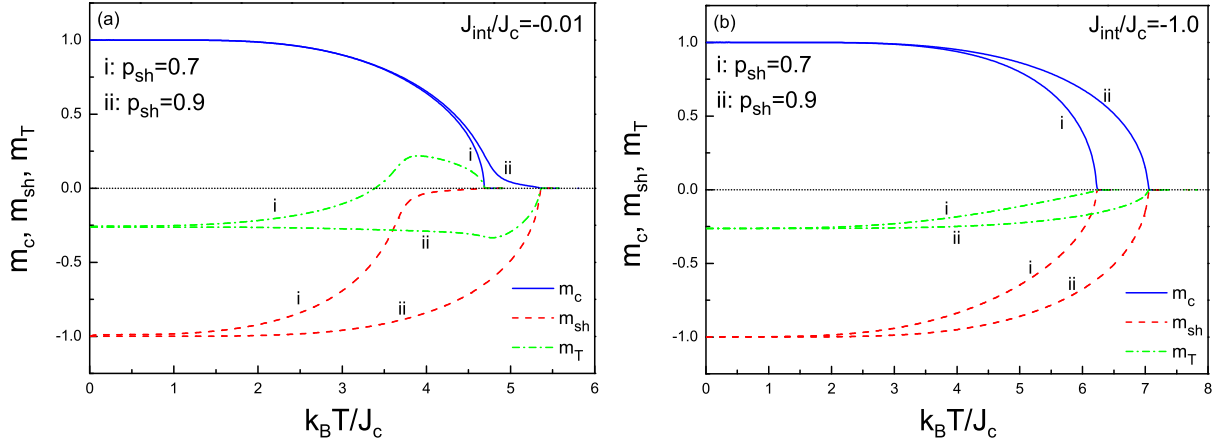 (a)
J_int/J_c=-0.01
i: p_sh=0.7
ii: p_sh=0.9
m_c, m_sh, m_T
1.0
0.5
0.0
-0.5
-1.0
i
ii
i
ii
i
ii
m_c
m_sh
m_T
0 1 2 3 4 5 6
k_BT/J_c
(b)
J_int/J_c=-1.0
i: p_sh=0.7
ii: p_sh=0.9
m_c, m_sh, m_T
1.0
0.5
0.0
-0.5
-1.0
ii
i
i
ii
i
ii
m_c
m_sh
m_T
0 1 2 3 4 5 6 7 8
k_BT/J_c